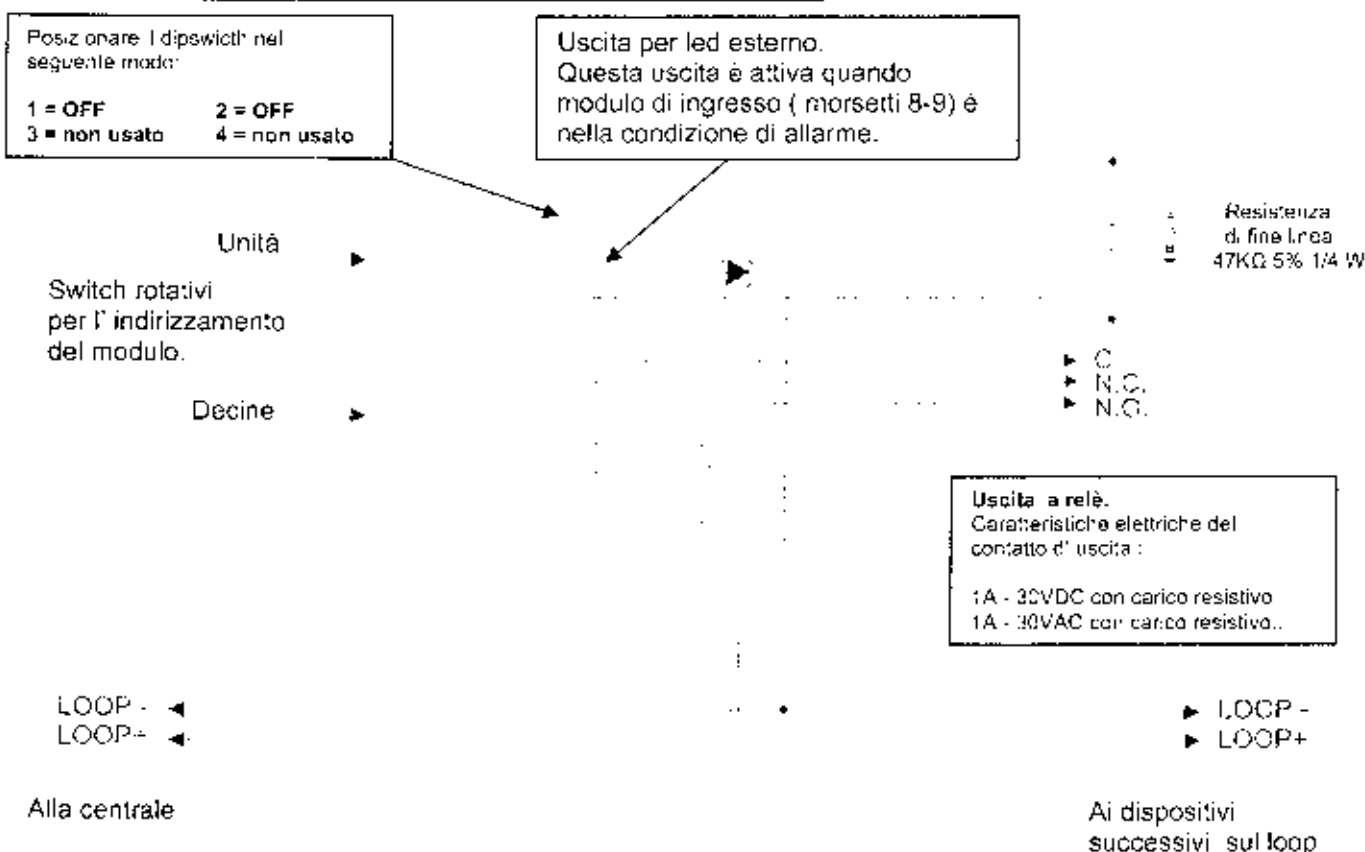 Posizionare I dipswicth nel
seguente modo:
1 = OFF 2 = OFF
3 = non usato 4 = non usato
Uscita per led esterno.
Questa uscita è attiva quando
modulo di ingresso ( morsetti 8-9) è
nella condizione di allarme.
Unità
Switch rotativi
per l' indirizzamento
del modulo.
Decine
Resistenza
di fine linea
47KΩ 5% 1/4 W
C
N.C.
N.O.
Uscita a relè.
Caratteristiche elettriche del
contatto d' uscita :
1A - 30VDC con carico resistivo
1A - 30VAC con carico resistivo..
LOOP -
LOOP+
Alla centrale
LOOP -
LOOP+
Ai dispositivi
successivi sul loop